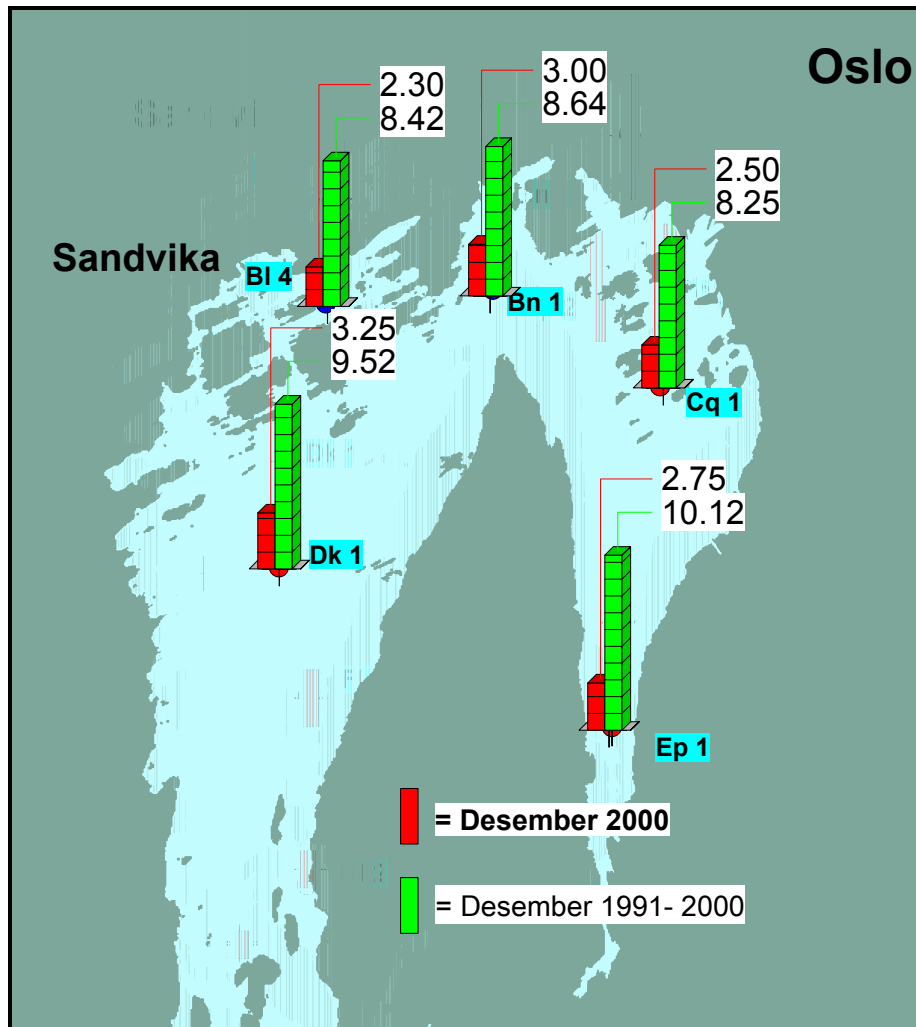 Oslo
2.30
8.42
3.00
8.64
2.50
8.25
Sandvika
Bl 4
Bn 1
3.25
9.52
Cq 1
2.75
10.12
Dk 1
Ep 1
= Desember 2000
= Desember 1991- 2000